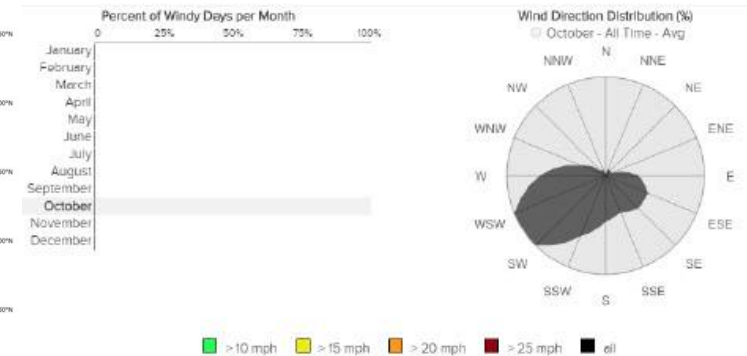 Percent of Windy Days per Month
0 25% 50% 75% 100%
January
February
March
April
May
June
July
August
September
October
November
December
Wind Direction Distribution (%)
October - All Time - Avg
N
NNW NNE
NW NE
WNW ENE
W E
WSW ESE
SW SE
SSW SSE
S
>10 mph >15 mph >20 mph >25 mph all